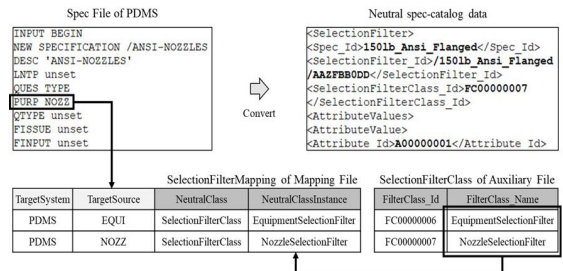 Spec File of PDMS
Neutral spec-catalog data
INPUT BEGIN
NEW SPECIFICATION /ANSI-NOZZLES
DESC 'ANSI-NOZZLES'
LNTP unset
QUES TYPE
PURP NOZZ
QTYPE unset
FISSUE unset
FINPUT unset
Convert
<SelectionFilter>
<Spec_Id>150lb_Ansi_Flanged</Spec_Id>
<SelectionFilter_Id>/150lb_Ansi_Flanged
/AAZFBB0DD</SelectionFilter_Id>
<SelectionFilterClass_Id>FC00000007
</SelectionFilterClass_Id>
<AttributeValues>
<AttributeValue>
<Attribute Id>A00000001</Attribute Id>
SelectionFilterMapping of Mapping File
TargetSystem TargetSource NeutralClass NeutralClassInstance
PDMS EQUI SelectionFilterClass EquipmentSelectionFilter
PDMS NOZZ SelectionFilterClass NozzleSelectionFilter
SelectionFilterClass of Auxiliary File
FilterClass_Id FilterClass_Name
FC00000006 EquipmentSelectionFilter
FC00000007 NozzleSelectionFilter